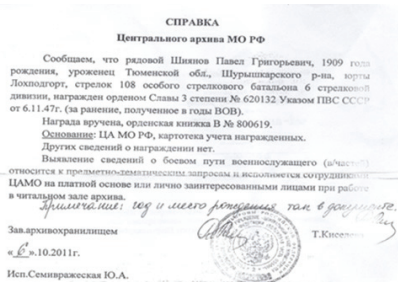 СПРАВКА
Центрального архива МО РФ
Сообщаем, что рядовой Шиянов Павел Григорьевич, 1909 года
рождения, уроженец Тюменской обл., Шурышкарского р-на, юрты
Лохподгорт, стрелок 108 особого стрелкового батальона 6 стрелковой
дивизии, награжден орденом Славы 3 степени № 620132 Указом ПВС СССР
от 6.11.47г. (за ранение, полученное в годы ВОВ).
Награда вручена, орденская книжка В № 800619.
Основание: ЦА МО РФ, картотека учета награжденных.
Других сведений о награждении нет.
Выявление сведений о боевом пути военнослужащего (в/частей)
относится к предметно-тематическим запросам и исполняется сотрудниками
ЦАМО на платной основе или лично заинтересованными лицами при работе
в читальном зале архива.
Примечание: год и место рождения так в документе.
Зав.архивохранилищем Т.Киселева
«6».10.2011г.
Исп.Семивражеская Ю.А.